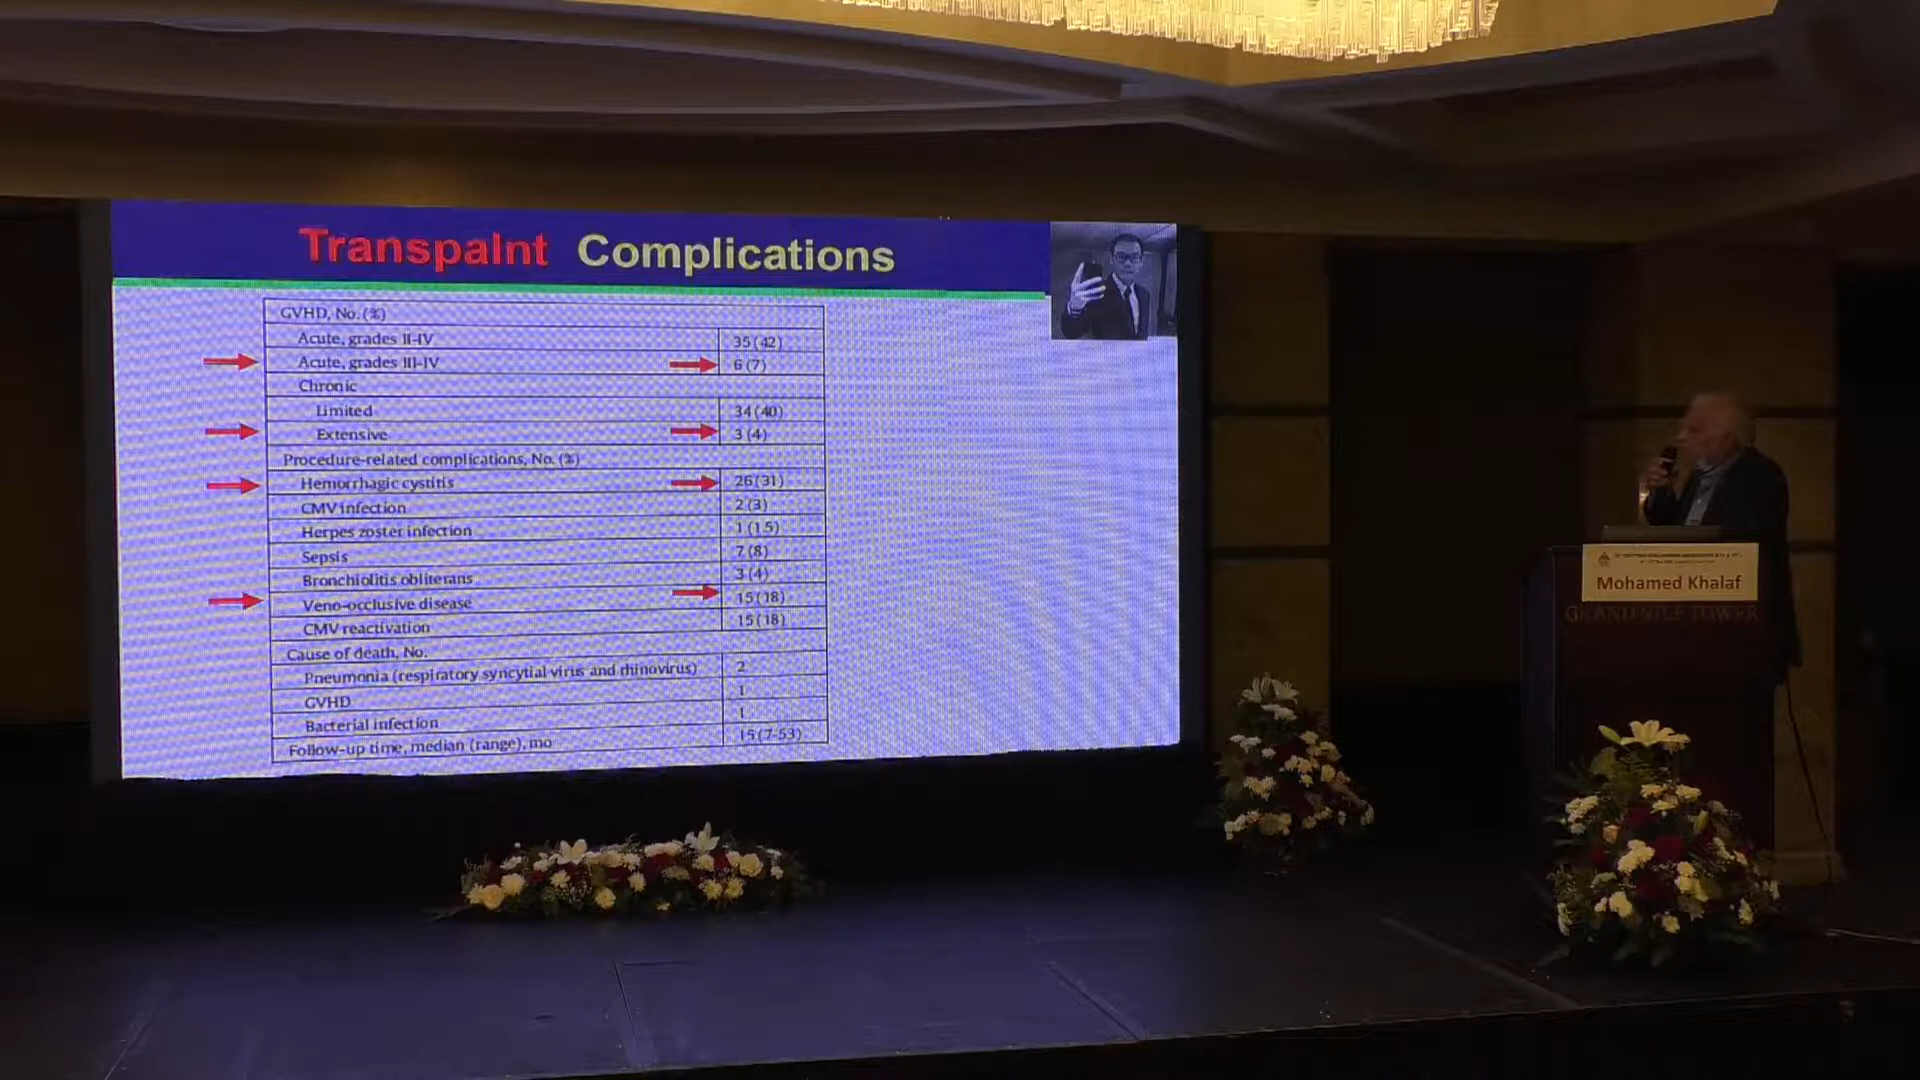 Transpalnt Complications
GVHD, No. (%)
Acute, grades II-IV 35 (42)
Acute, grades III-IV 6 (7)
Chronic
Limited 34 (40)
Extensive 3 (4)
Procedure-related complications, No. (%)
Hemorrhagic cystitis 26 (31)
CMV infection 2 (3)
Herpes zoster infection 1 (1.5)
Sepsis 7 (8)
Bronchiolitis obliterans 3 (4)
Veno-occlusive disease 15 (18)
CMV reactivation 15 (18)
Cause of death, No.
Pneumonia (respiratory syncytial virus and rhinovirus) 2
GVHD 1
Bacterial infection 1
Follow-up time, median (range), mo 15 (7-53)
Mohamed Khalaf
GRAND NILE TOWER